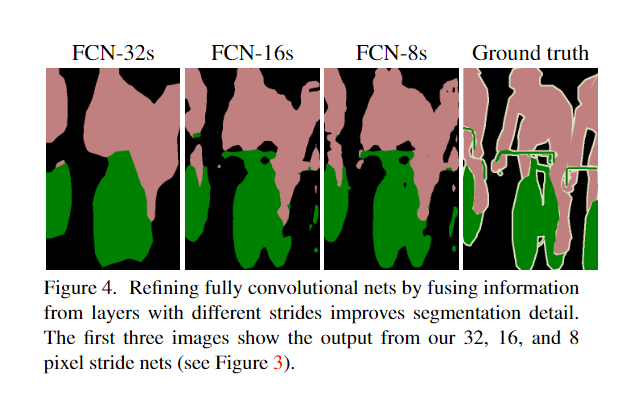 FCN-32s FCN-16s FCN-8s Ground truth
Figure 4. Refining fully convolutional nets by fusing information
from layers with different strides improves segmentation detail.
The first three images show the output from our 32, 16, and 8
pixel stride nets (see Figure 3).